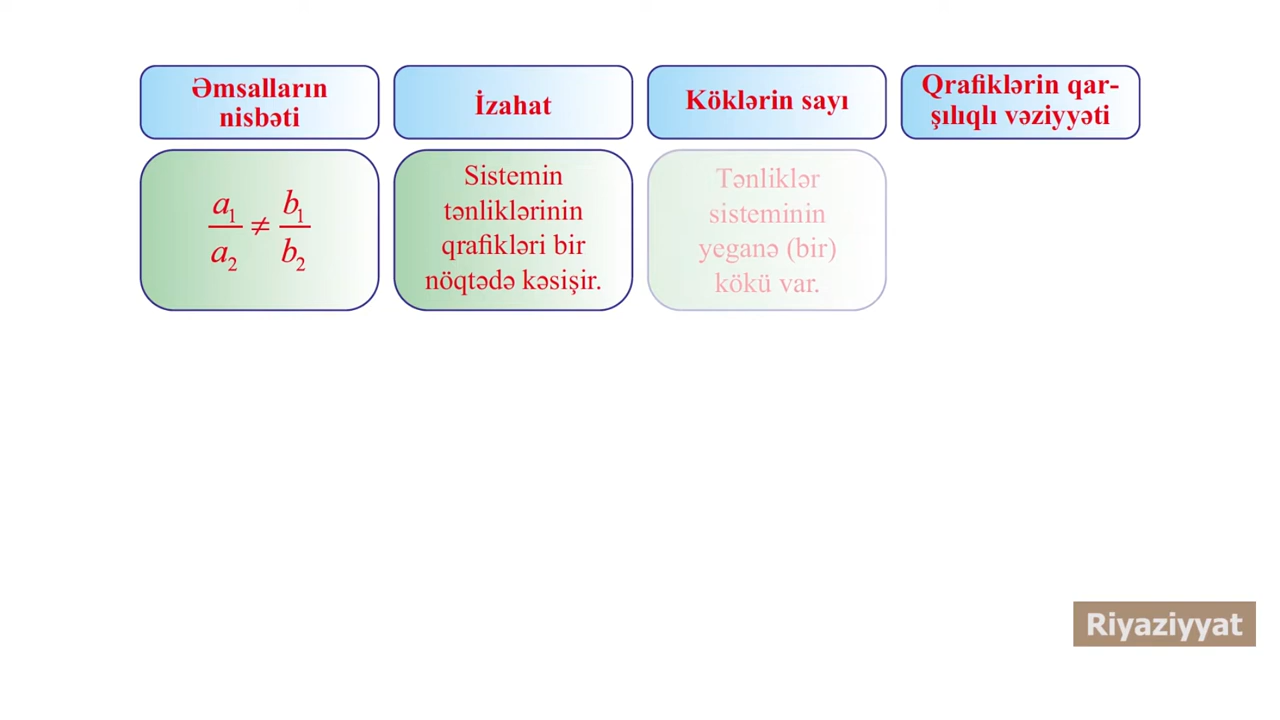 Əmsalların
nisbəti
İzahat
Köklərin sayı
Qrafiklərin qar-
şılıqlı vəziyyəti
a₁/a₂ ≠ b₁/b₂
Sistemin
tənliklərinin
qrafikləri bir
nöqtədə kəsişir.
Tənliklər
sisteminin
yeganə (bir)
kökü var.
Riyaziyyat